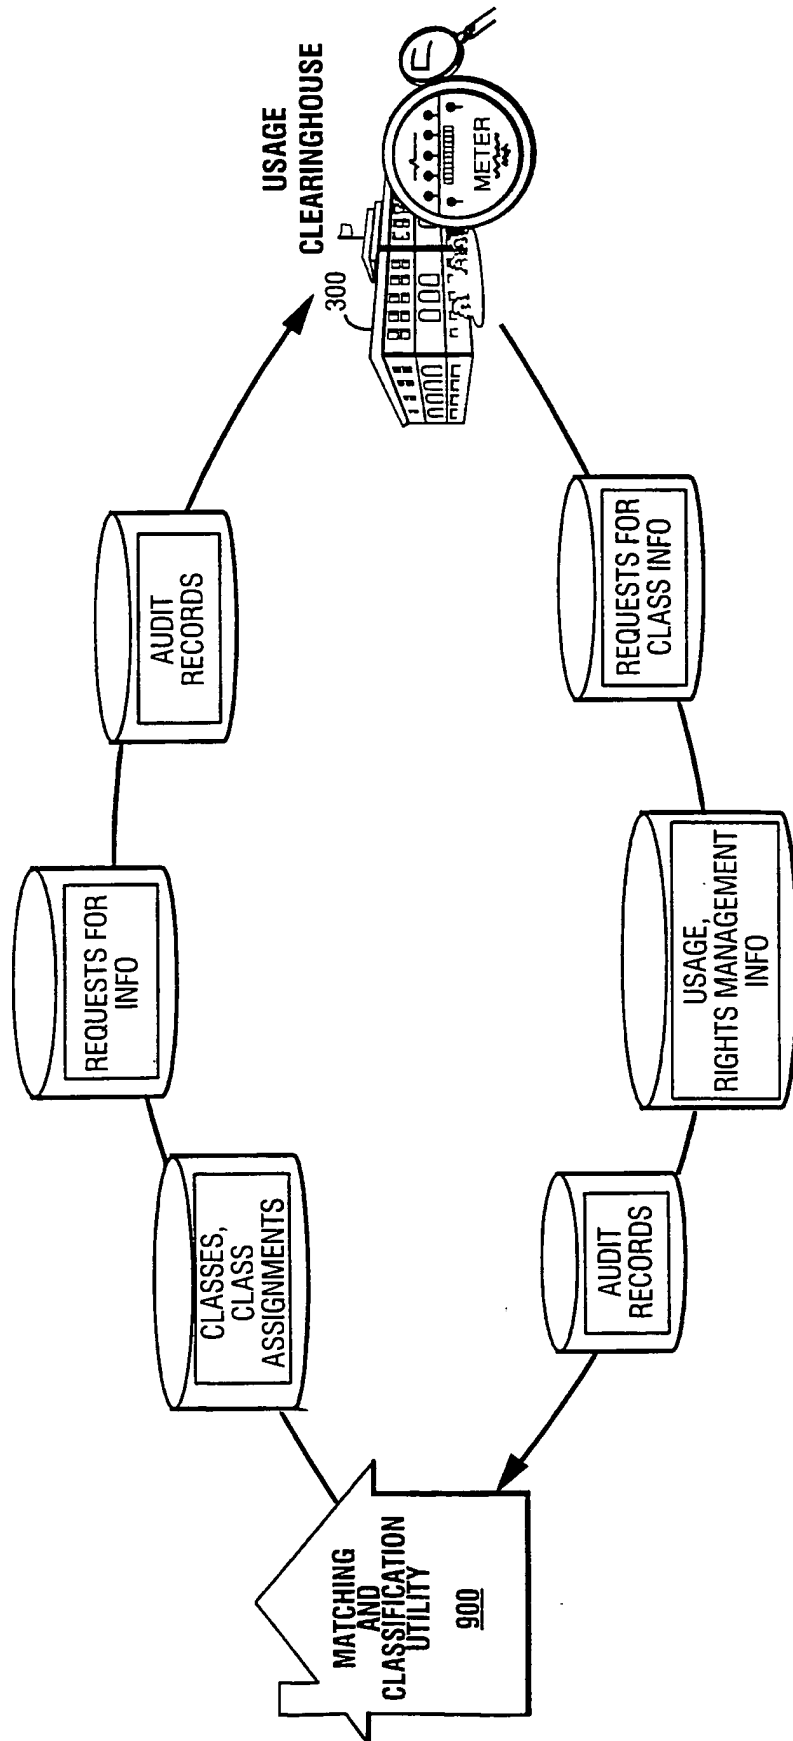 MATCHING
AND
CLASSIFICATION
UTILITY
900
CLASSES,
CLASS
ASSIGNMENTS
REQUESTS FOR
INFO
AUDIT
RECORDS
USAGE
CLEARINGHOUSE
300
METER
REQUESTS FOR
CLASS INFO
USAGE,
RIGHTS MANAGEMENT
INFO
AUDIT
RECORDS